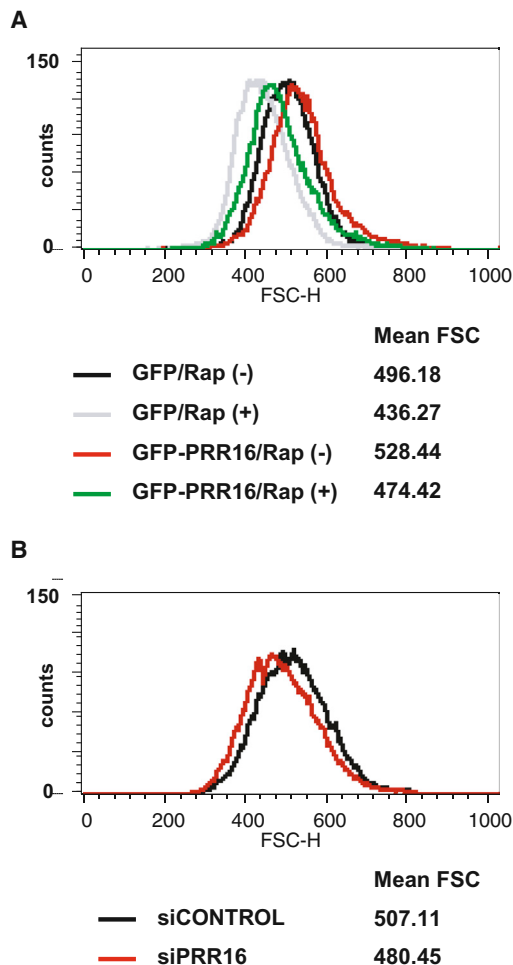 A
150
counts
0
0 200 400 600 800 1000
FSC-H
Mean FSC
GFP/Rap (-) 496.18
GFP/Rap (+) 436.27
GFP-PRR16/Rap (-) 528.44
GFP-PRR16/Rap (+) 474.42
B
150
counts
0
0 200 400 600 800 1000
FSC-H
Mean FSC
siCONTROL 507.11
siPRR16 480.45